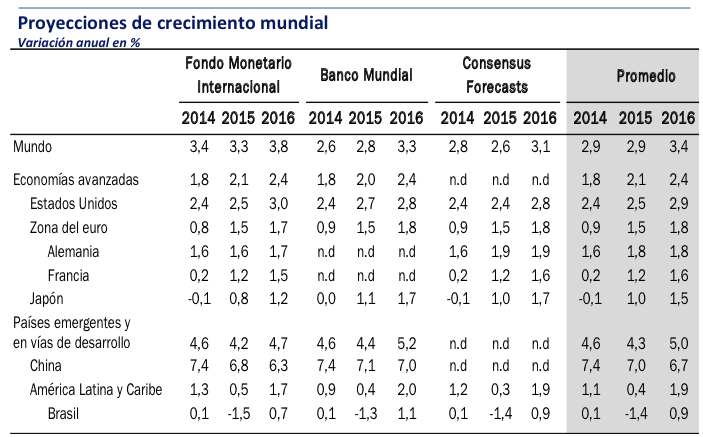 Proyecciones de crecimiento mundial
Variación anual en %
Fondo Monetario Internacional Banco Mundial Consensus Forecasts Promedio
2014 2015 2016 2014 2015 2016 2014 2015 2016 2014 2015 2016
Mundo 3,4 3,3 3,8 2,6 2,8 3,3 2,8 2,6 3,1 2,9 2,9 3,4
Economías avanzadas 1,8 2,1 2,4 1,8 2,0 2,4 n.d n.d n.d 1,8 2,1 2,4
Estados Unidos 2,4 2,5 3,0 2,4 2,7 2,8 2,4 2,4 2,8 2,4 2,5 2,9
Zona del euro 0,8 1,5 1,7 0,9 1,5 1,8 0,9 1,5 1,8 0,9 1,5 1,8
Alemania 1,6 1,6 1,7 n.d n.d n.d 1,6 1,9 1,9 1,6 1,8 1,8
Francia 0,2 1,2 1,5 n.d n.d n.d 0,2 1,2 1,6 0,2 1,2 1,6
Japón -0,1 0,8 1,2 0,0 1,1 1,7 -0,1 1,0 1,7 -0,1 1,0 1,5
Países emergentes y
en vías de desarrollo 4,6 4,2 4,7 4,6 4,4 5,2 n.d n.d n.d 4,6 4,3 5,0
China 7,4 6,8 6,3 7,4 7,1 7,0 n.d n.d n.d 7,4 7,0 6,7
América Latina y Caribe 1,3 0,5 1,7 0,9 0,4 2,0 1,2 0,3 1,9 1,1 0,4 1,9
Brasil 0,1 -1,5 0,7 0,1 -1,3 1,1 0,1 -1,4 0,9 0,1 -1,4 0,9